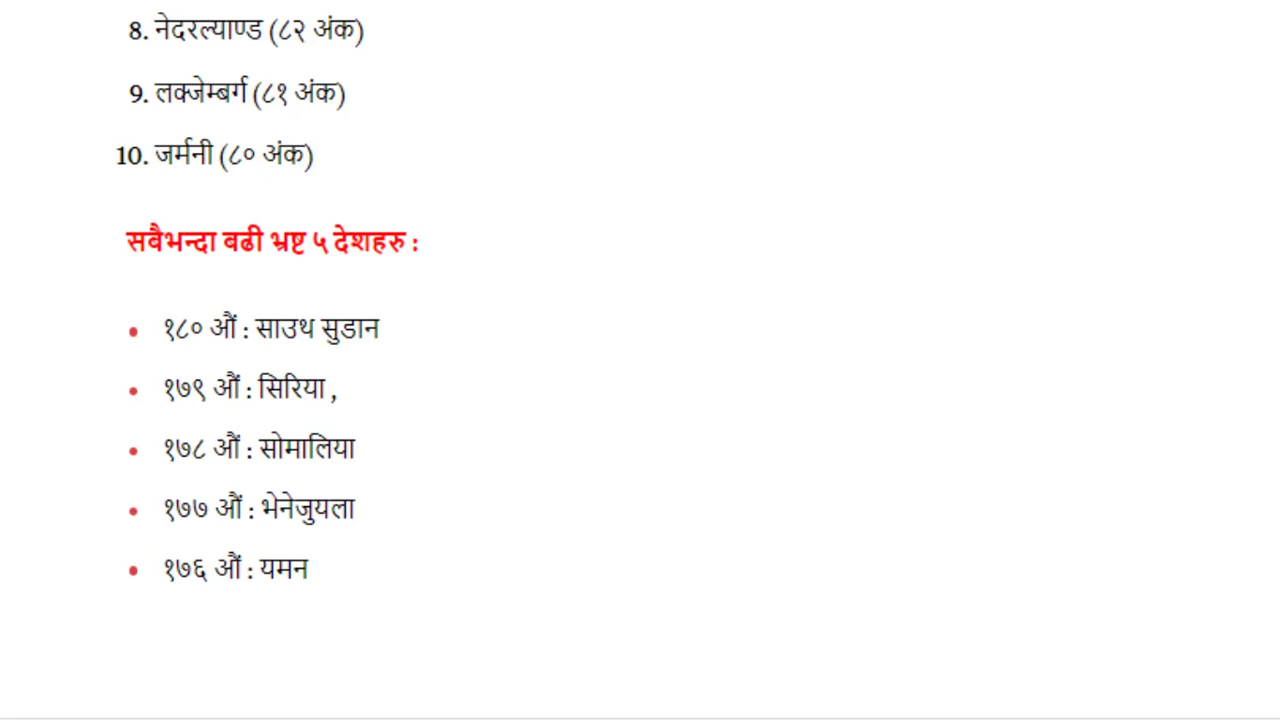 8. नेदरल्याण्ड (८२ अंक)
9. लक्जेम्बर्ग (८१ अंक)
10. जर्मनी (८० अंक)
सबैभन्दा बढी भ्रष्ट ५ देशहरु :
• १८० औं : साउथ सुडान
• १७९ औं : सिरिया ,
• १७८ औं : सोमालिया
• १७७ औं : भेनेजुयला
• १७६ औं : यमन